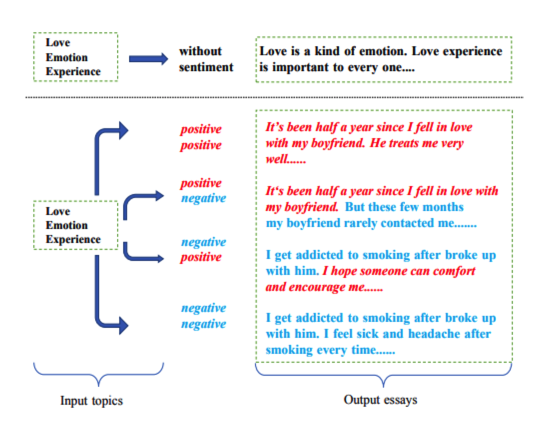 Love
Emotion
Experience
without
sentiment
Love is a kind of emotion. Love experience
is important to every one....
Love
Emotion
Experience
positive
positive
It's been half a year since I fell in love
with my boyfriend. He treats me very
well......
positive
negative
It's been half a year since I fell in love with
my boyfriend. But these few months
my boyfriend rarely contacted me.......
negative
positive
I get addicted to smoking after broke up
with him. I hope someone can comfort
and encourage me......
negative
negative
I get addicted to smoking after broke up
with him. I feel sick and headache after
smoking every time......
Input topics
Output essays